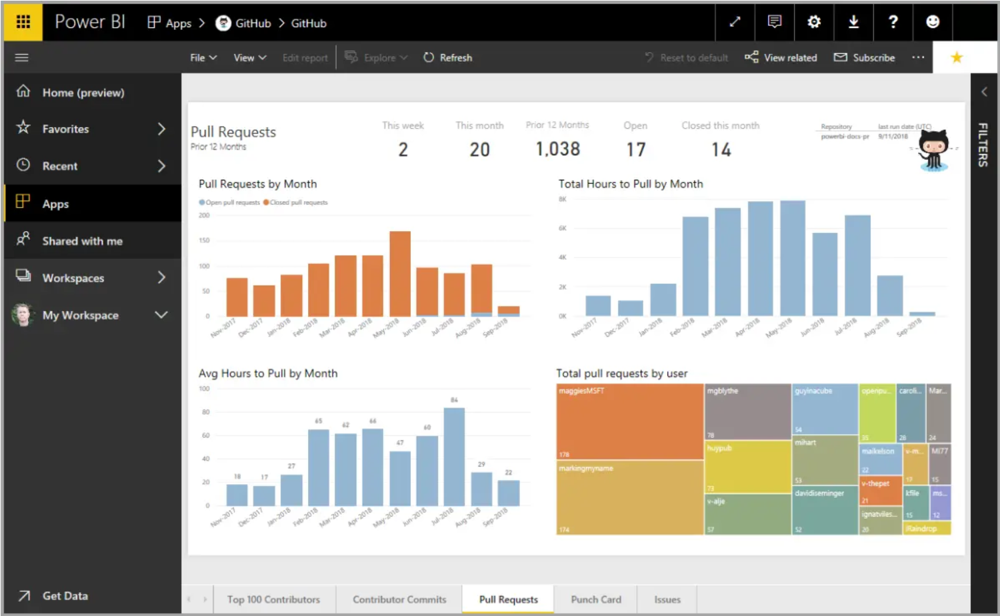 Power BI
Apps > GitHub > GitHub
File View Edit report Explore Refresh
Reset to default View related Subscribe ...
Home (preview)
Favorites
Recent
Apps
Shared with me
Workspaces
My Workspace
Get Data
FILTERS
Pull Requests
Prior 12 Months
This week
2
This month
20
Prior 12 Months
1,038
Open
17
Closed this month
14
Repository last run date (UTC)
powerbi-docs-pr 9/11/2018
Pull Requests by Month
Open pull requests Closed pull requests
200
150
100
50
0
Nov-2017 Dec-2017 Jan-2018 Feb-2018 Mar-2018 Apr-2018 May-2018 Jun-2018 Jul-2018 Aug-2018 Sep-2018
Total Hours to Pull by Month
8K
6K
4K
2K
0K
Nov-2017 Dec-2017 Jan-2018 Feb-2018 Mar-2018 Apr-2018 May-2018 Jun-2018 Jul-2018 Aug-2018 Sep-2018
Avg Hours to Pull by Month
100
80
60
40
20
0
18 17 27 65 62 66 47 60 84 29 22
Nov-2017 Dec-2017 Jan-2018 Feb-2018 Mar-2018 Apr-2018 May-2018 Jun-2018 Jul-2018 Aug-2018 Sep-2018
Total pull requests by user
maggiesMSFT
178
markingmyname
174
mgblythe
78
huypub
73
v-alje
57
guyinacube
54
mihart
53
davidiseminger
52
openpu...
35
caroli...
28
Mar...
24
maikelson
22
v-thepet
21
ignatviles...
20
v-m...
17
MI77
15
kfile
15
ms...
12
iRaindrop
Top 100 Contributors Contributor Commits Pull Requests Punch Card Issues